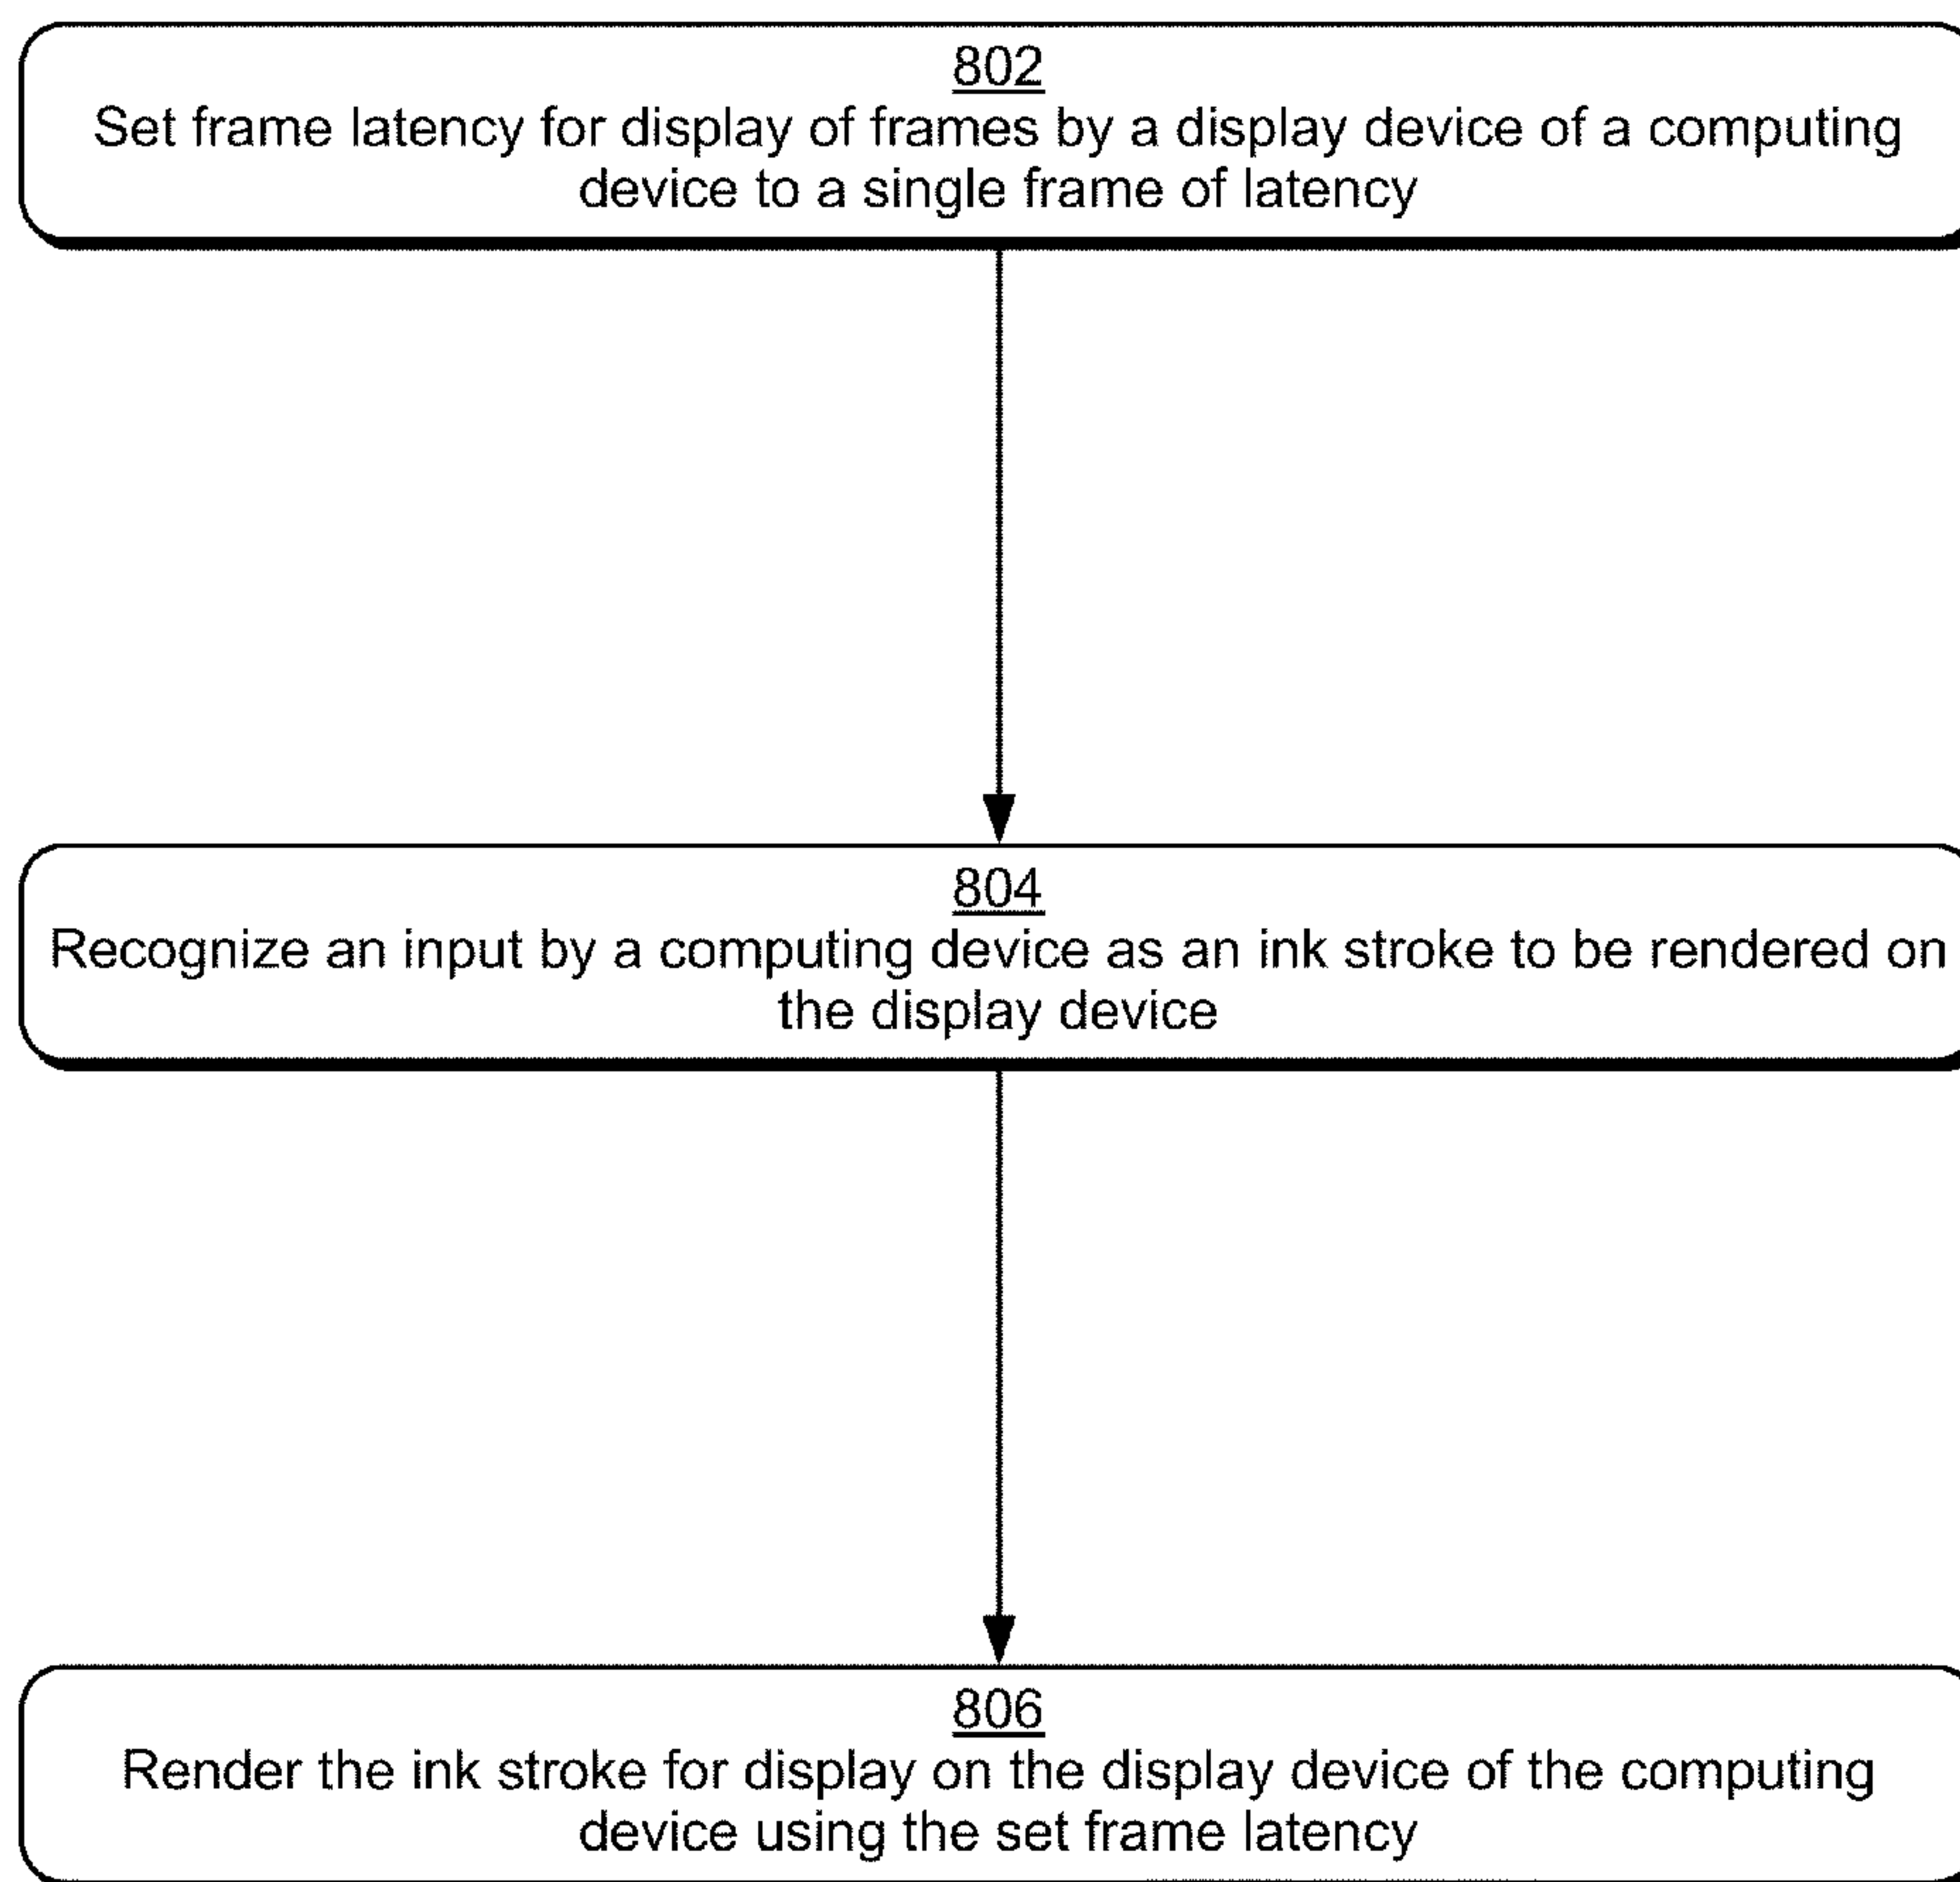 802
Set frame latency for display of frames by a display device of a computing
device to a single frame of latency
804
Recognize an input by a computing device as an ink stroke to be rendered on
the display device
806
Render the ink stroke for display on the display device of the computing
device using the set frame latency